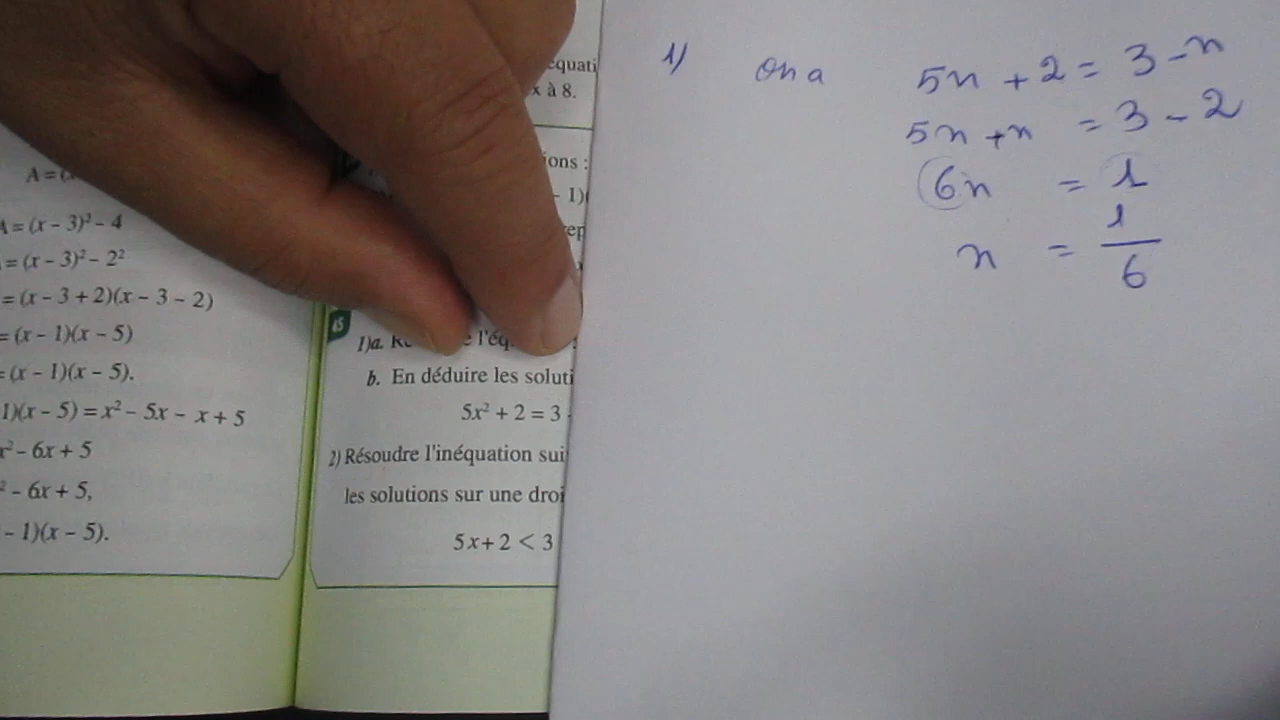 équati
x à 8.
ions :
- 1)(
rep
A = (
A = (x - 3)² - 4
= (x - 3)² - 2²
= (x - 3 + 2)(x - 3 - 2)
= (x - 1)(x - 5)
= (x - 1)(x - 5).
1)(x - 5) = x² - 5x - x + 5
x² - 6x + 5
² - 6x + 5,
- 1)(x - 5).
1)a. l'éq
b. En déduire les soluti
5x² + 2 = 3
2) Résoudre l'inéquation sui
les solutions sur une droi
5x + 2 < 3
1) On a 5x + 2 = 3 - x
5x + x = 3 - 2
6x = 1
x = 1/6